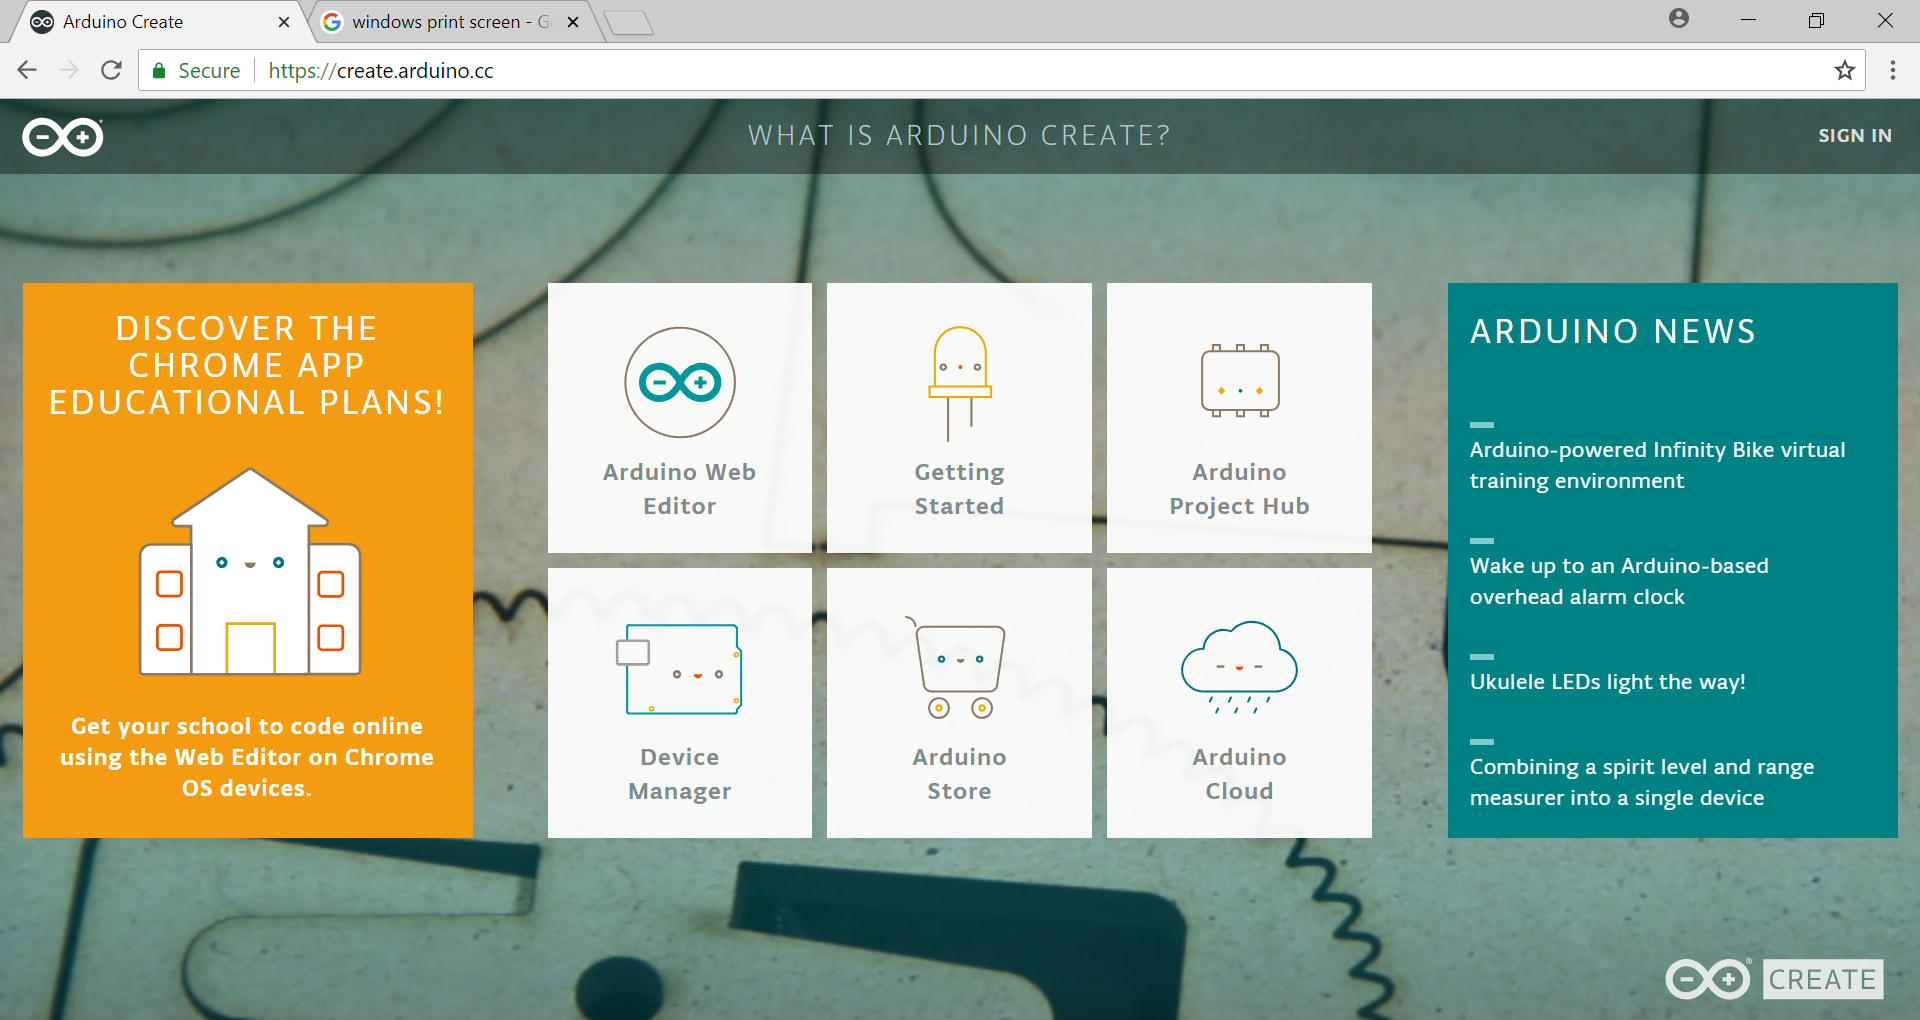 Arduino Create
windows print screen - G
Secure
https://create.arduino.cc
WHAT IS ARDUINO CREATE?
SIGN IN
DISCOVER THE
CHROME APP
EDUCATIONAL PLANS!
Get your school to code online
using the Web Editor on Chrome
OS devices.
Arduino Web
Editor
Getting
Started
Arduino
Project Hub
Device
Manager
Arduino
Store
Arduino
Cloud
ARDUINO NEWS
Arduino-powered Infinity Bike virtual
training environment
Wake up to an Arduino-based
overhead alarm clock
Ukulele LEDs light the way!
Combining a spirit level and range
measurer into a single device
CREATE